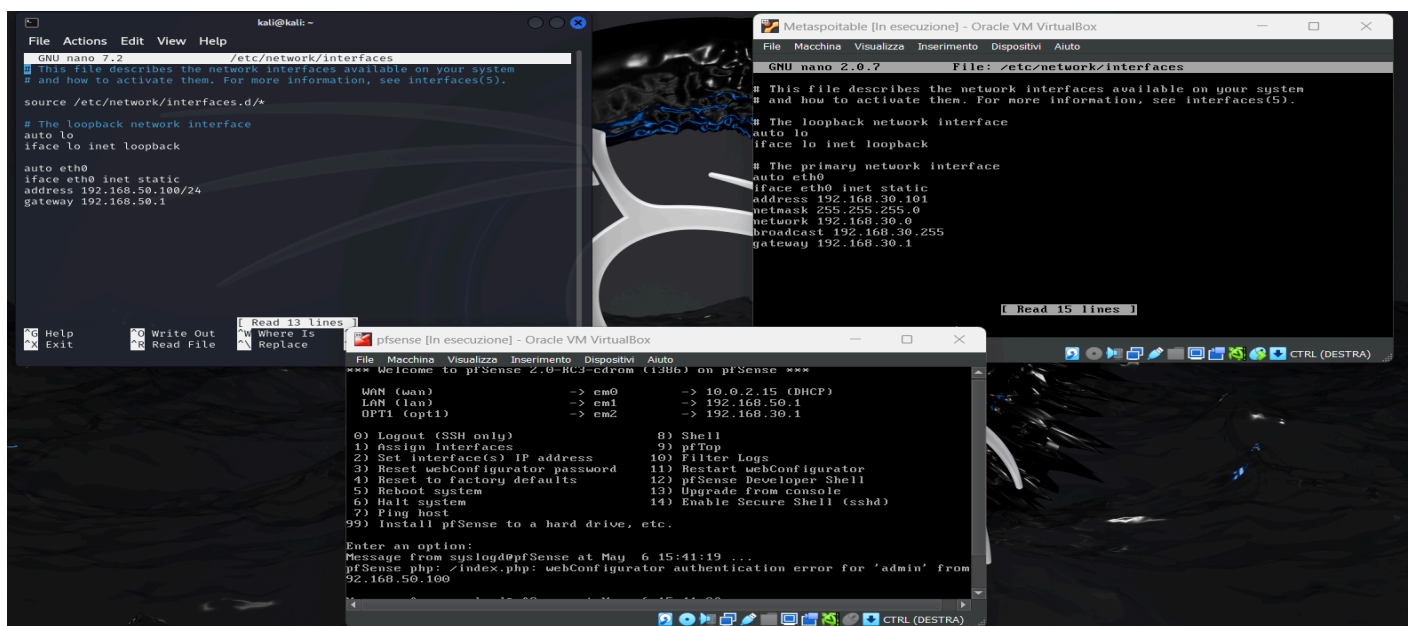 kali@kali: ~
File Actions Edit View Help
GNU nano 7.2 /etc/network/interfaces
# This file describes the network interfaces available on your system
# and how to activate them. For more information, see interfaces(5).
source /etc/network/interfaces.d/*
# The loopback network interface
auto lo
iface lo inet loopback
auto eth0
iface eth0 inet static
address 192.168.50.100/24
gateway 192.168.50.1
[ Read 13 lines ]
^G Help ^O Write Out ^W Where Is
^X Exit ^R Read File ^\ Replace
Metaspoitable [In esecuzione] - Oracle VM VirtualBox
File Macchina Visualizza Inserimento Dispositivi Aiuto
GNU nano 2.0.7 File: /etc/network/interfaces
# This file describes the network interfaces available on your system
# and how to activate them. For more information, see interfaces(5).
# The loopback network interface
auto lo
iface lo inet loopback
# The primary network interface
auto eth0
iface eth0 inet static
address 192.168.30.101
netmask 255.255.255.0
network 192.168.30.0
broadcast 192.168.30.255
gateway 192.168.30.1
[ Read 15 lines ]
CTRL (DESTRA)
pfsense [In esecuzione] - Oracle VM VirtualBox
File Macchina Visualizza Inserimento Dispositivi Aiuto
*** Welcome to pfSense 2.0-RC3-cdrom (i386) on pfSense ***
WAN (wan) -> em0 -> 10.0.2.15 (DHCP)
LAN (lan) -> em1 -> 192.168.50.1
OPT1 (opt1) -> em2 -> 192.168.30.1
0) Logout (SSH only) 8) Shell
1) Assign Interfaces 9) pfTop
2) Set interface(s) IP address 10) Filter Logs
3) Reset webConfigurator password 11) Restart webConfigurator
4) Reset to factory defaults 12) pfSense Developer Shell
5) Reboot system 13) Upgrade from console
6) Halt system 14) Enable Secure Shell (sshd)
7) Ping host
99) Install pfSense to a hard drive, etc.
Enter an option:
Message from syslogd@pfSense at May 6 15:41:19 ...
pfSense php: /index.php: webConfigurator authentication error for 'admin' from
92.168.50.100
CTRL (DESTRA)